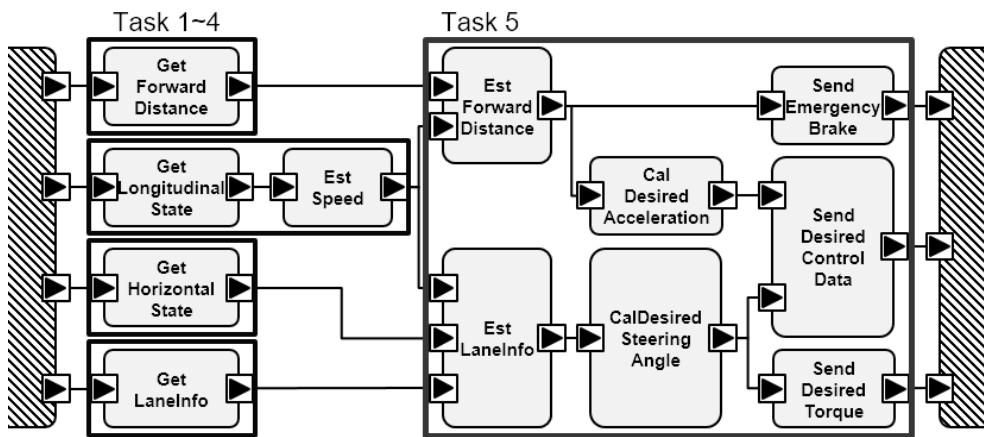 Task 1~4
Task 5
Get
Forward
Distance
Est
Forward
Distance
Send
Emergency
Brake
Get
Longitudinal
State
Est
Speed
Cal
Desired
Acceleration
Send
Desired
Control
Data
Get
Horizontal
State
Est
LaneInfo
CalDesired
Steering
Angle
Get
LaneInfo
Send
Desired
Torque